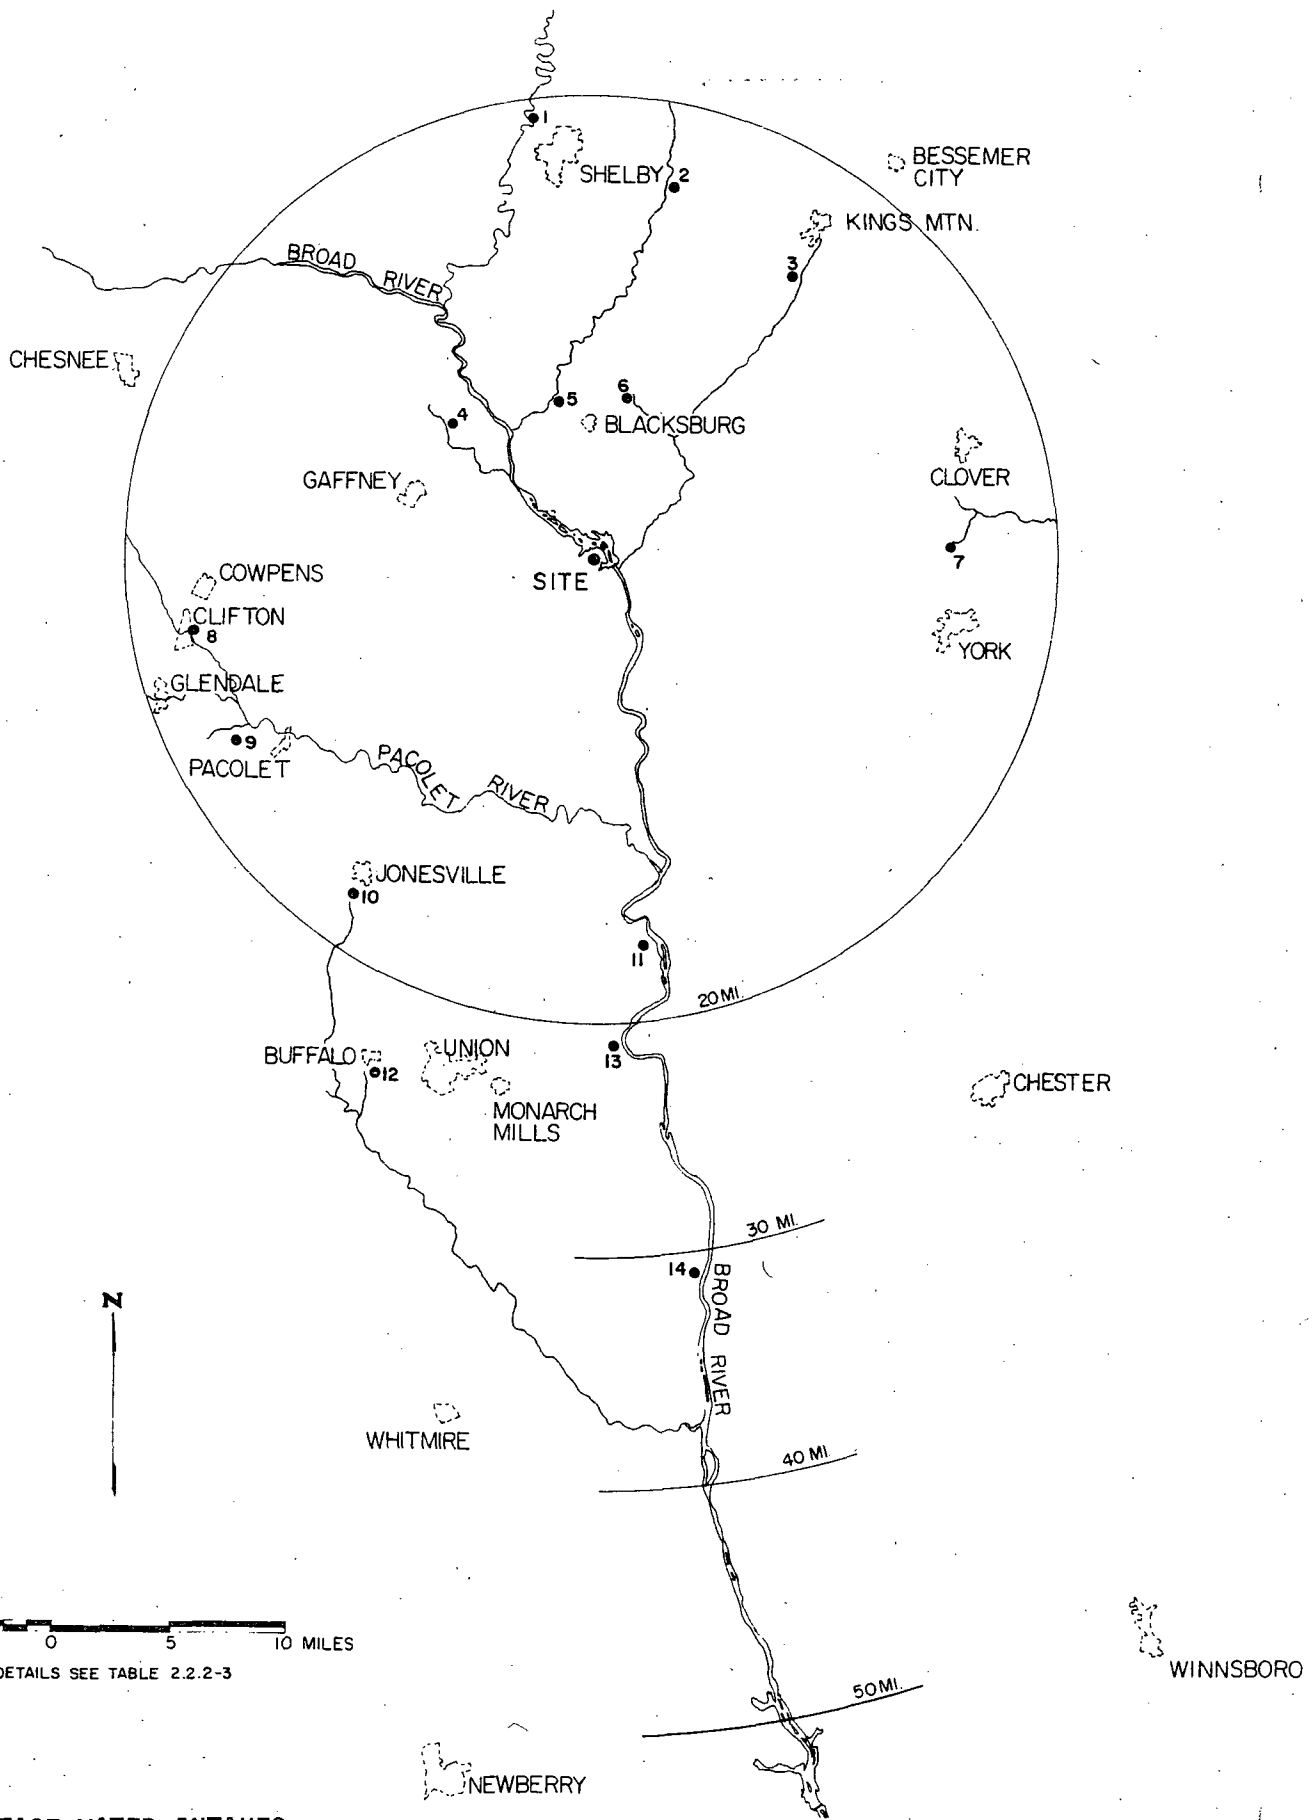 1
SHELBY
2
BESSEMER
CITY
KINGS MTN.
3
BROAD
RIVER
CHESNEE
4
5
6
BLACKSBURG
GAFFNEY
CLOVER
7
SITE
COWPENS
CLIFTON
8
YORK
GLENDALE
9
PACOLET
PACOLET
RIVER
JONESVILLE
10
11
20 MI.
BUFFALO
12
UNION
13
MONARCH
MILLS
CHESTER
30 MI.
14
BROAD
RIVER
N
WHITMIRE
40 MI.
0 5 10 MILES
DETAILS SEE TABLE 2.2.2-3
WINNSBORO
50 MI.
NEWBERRY
WATER INTAKES